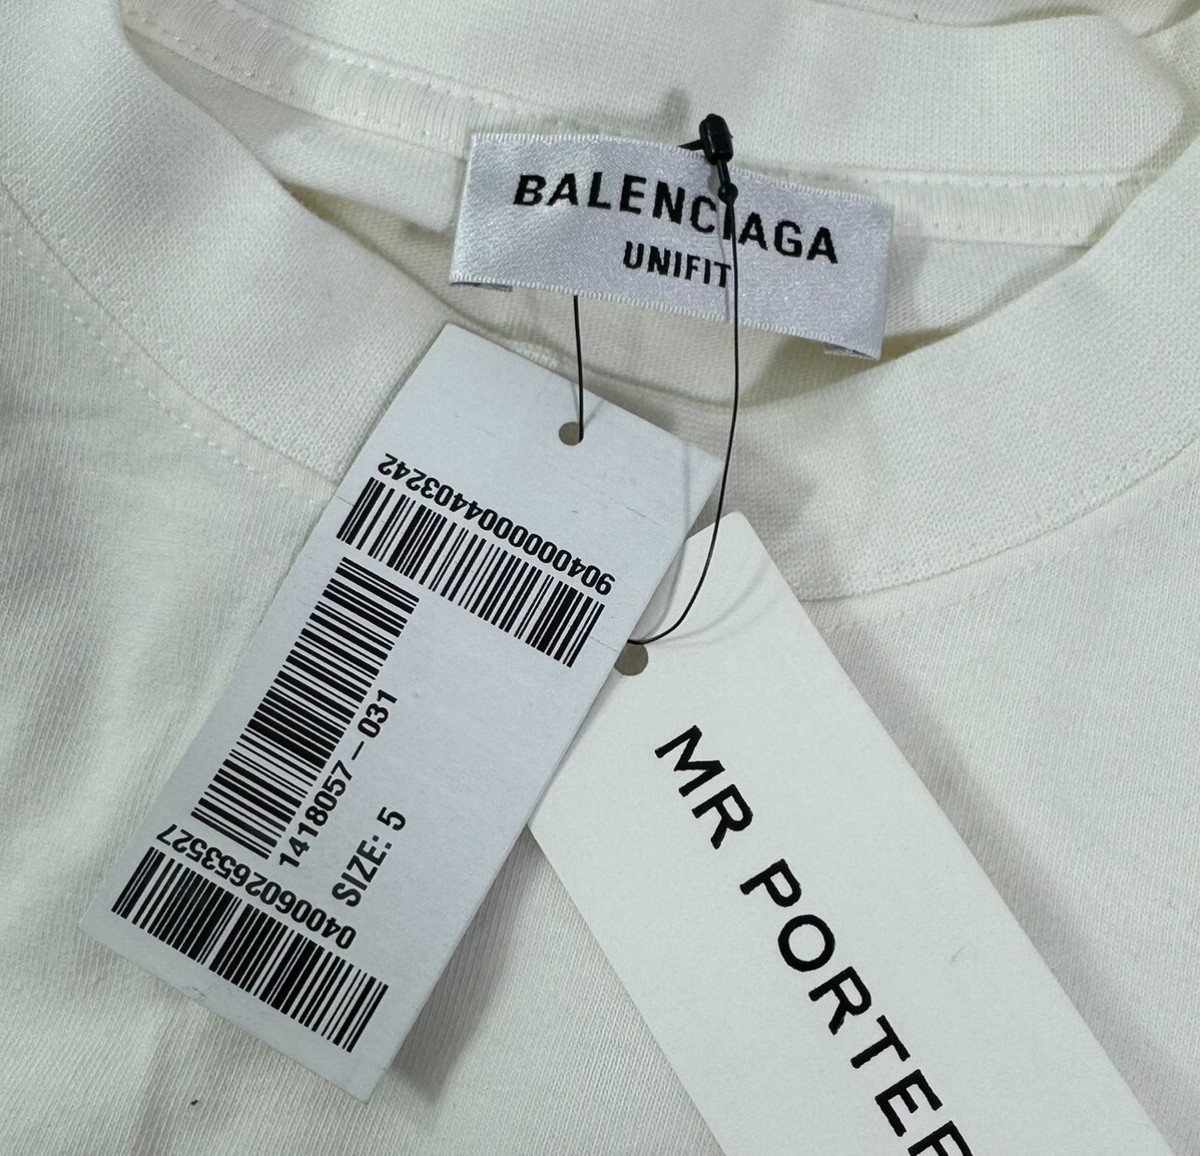 BALENCIAGA
UNIFIT
9040000004403242
1418057-031
SIZE: 5
0400602653527
MR PORTER